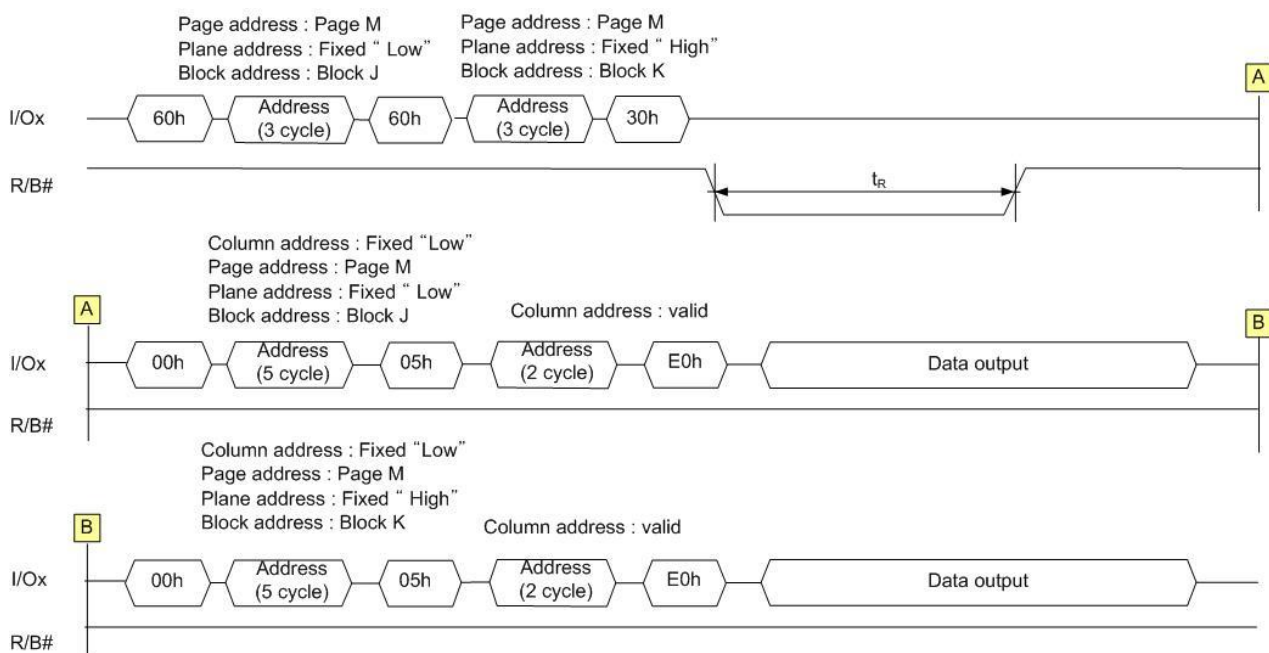 Page address : Page M
Plane address : Fixed “ Low”
Block address : Block J
Page address : Page M
Plane address : Fixed “ High”
Block address : Block K
A
I/Ox
60h
Address
(3 cycle)
60h
Address
(3 cycle)
30h
R/B#
tR
Column address : Fixed “Low”
Page address : Page M
Plane address : Fixed “ Low”
Block address : Block J
Column address : valid
A
B
I/Ox
00h
Address
(5 cycle)
05h
Address
(2 cycle)
E0h
Data output
R/B#
Column address : Fixed “Low”
Page address : Page M
Plane address : Fixed “ High”
Block address : Block K
Column address : valid
B
I/Ox
00h
Address
(5 cycle)
05h
Address
(2 cycle)
E0h
Data output
R/B#